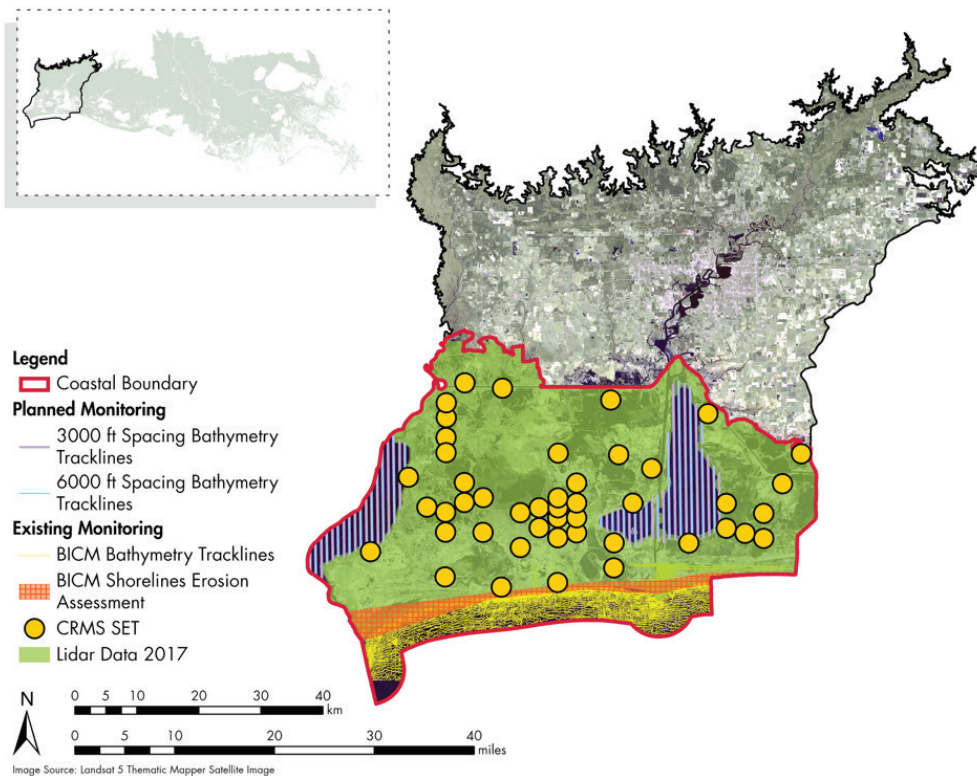 Legend
Coastal Boundary
Planned Monitoring
3000 ft Spacing Bathymetry
Tracklines
6000 ft Spacing Bathymetry
Tracklines
Existing Monitoring
BICM Bathymetry Tracklines
BICM Shorelines Erosion
Assessment
CRMS SET
Lidar Data 2017
N
0 5 10 20 30 40
km
0 5 10 20 30 40
miles
Image Source: Landsat 5 Thematic Mapper Satellite Image